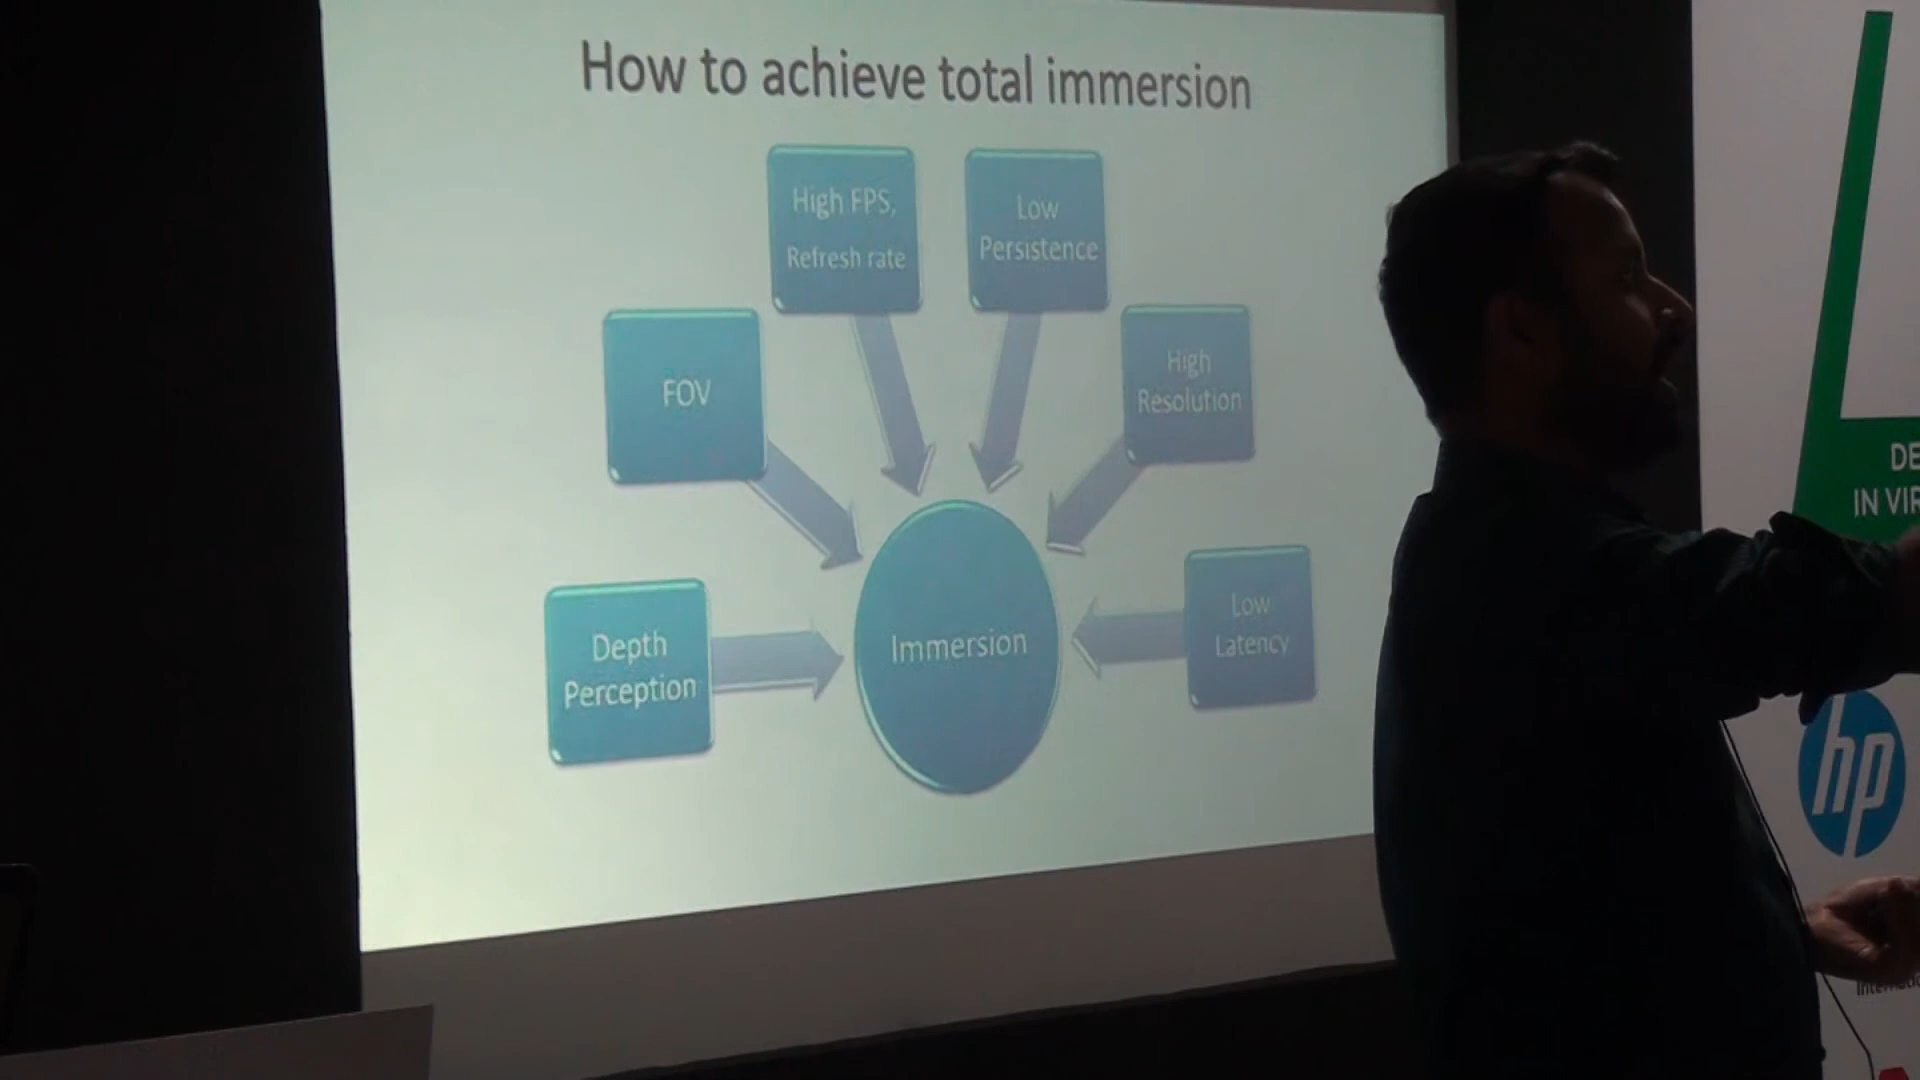 How to achieve total immersion
High FPS,
Refresh rate
Low
Persistence
FOV
High
Resolution
Depth
Perception
Immersion
Low
Latency
DE
IN VIR
hp